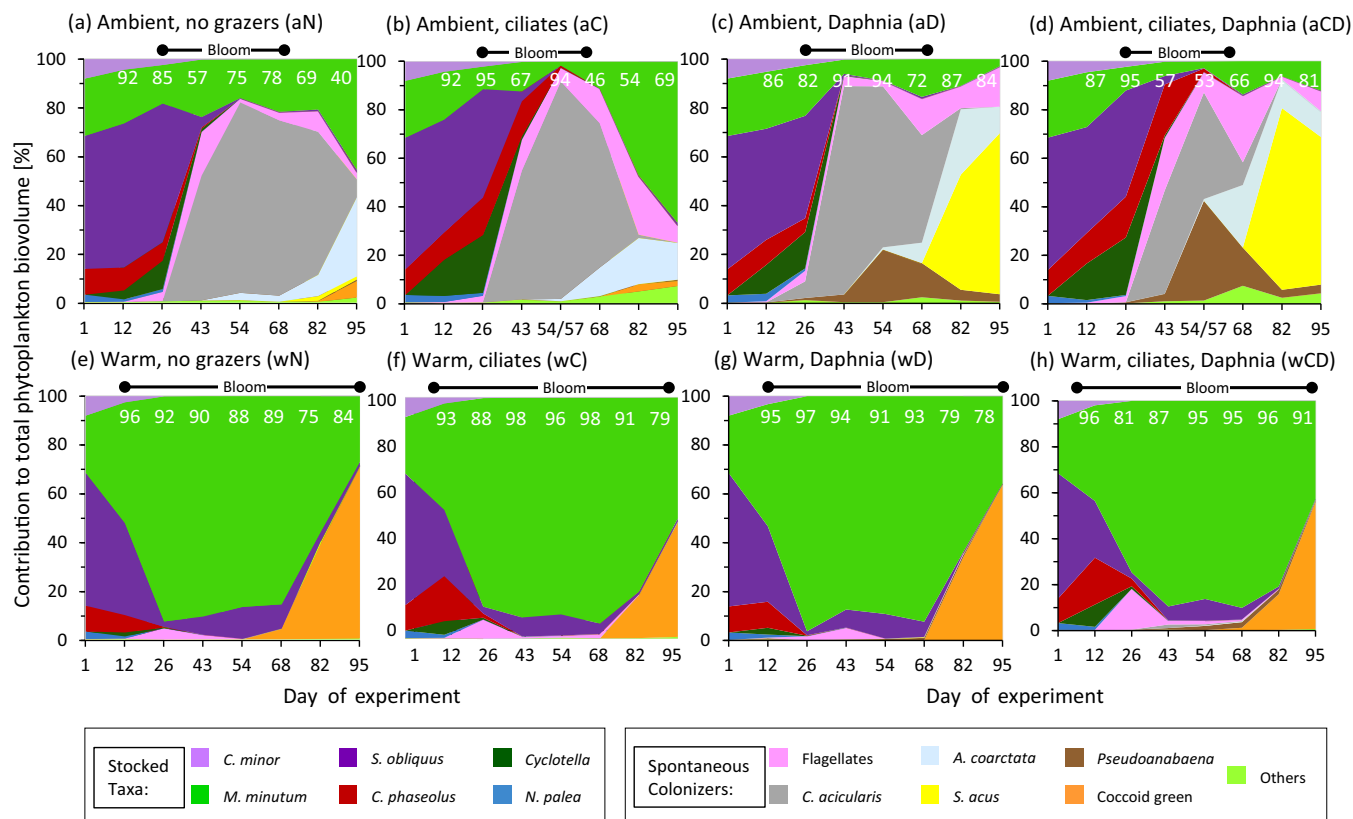 Contribution to total phytoplankton biovolume [%]
(a) Ambient, no grazers (aN)
Bloom
100
80
60
40
20
0
92 85 57 75 78 69 40
1 12 26 43 54 68 82 95
(b) Ambient, ciliates (aC)
Bloom
100
80
60
40
20
0
92 95 67 94 46 54 69
1 12 26 43 54/57 68 82 95
(c) Ambient, Daphnia (aD)
Bloom
100
80
60
40
20
0
86 82 91 94 72 87 84
1 12 26 43 54 68 82 95
(d) Ambient, ciliates, Daphnia (aCD)
Bloom
100
80
60
40
20
0
87 95 57 53 66 94 81
1 12 26 43 54/57 68 82 95
(e) Warm, no grazers (wN)
Bloom
100
80
60
40
20
0
96 92 90 88 89 75 84
1 12 26 43 54 68 82 95
(f) Warm, ciliates (wC)
Bloom
100
80
60
40
20
0
93 88 98 96 98 91 79
1 12 26 43 54/57 68 82 95
(g) Warm, Daphnia (wD)
Bloom
100
80
60
40
20
0
95 97 94 91 93 79 78
1 12 26 43 54 68 82 95
(h) Warm, ciliates, Daphnia (wCD)
Bloom
100
80
60
40
20
0
96 81 87 95 95 96 91
1 12 26 43 54/57 68 82 95
Day of experiment
Day of experiment
Stocked
Taxa:
C. minor
S. obliquus
Cyclotella
M. minutum
C. phaseolus
N. palea
Spontaneous
Colonizers:
Flagellates
A. coarctata
Pseudoanabaena
Others
C. acicularis
S. acus
Coccoid green